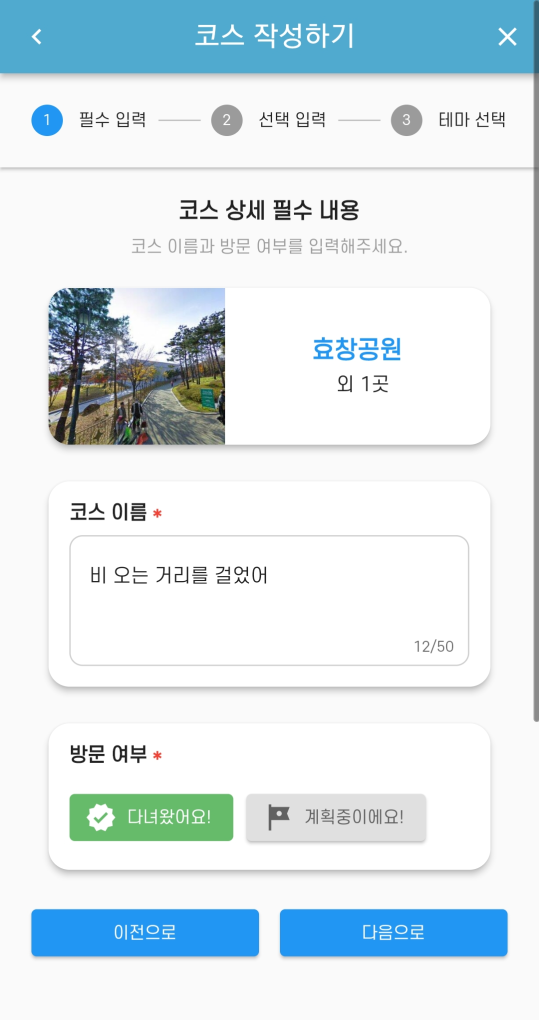 코스 작성하기
1 필수 입력 2 선택 입력 3 테마 선택
코스 상세 필수 내용
코스 이름과 방문 여부를 입력해주세요.
효창공원
외 1곳
코스 이름 *
비 오는 거리를 걸었어
12/50
방문 여부 *
다녀왔어요! 계획중이에요!
이전으로 다음으로